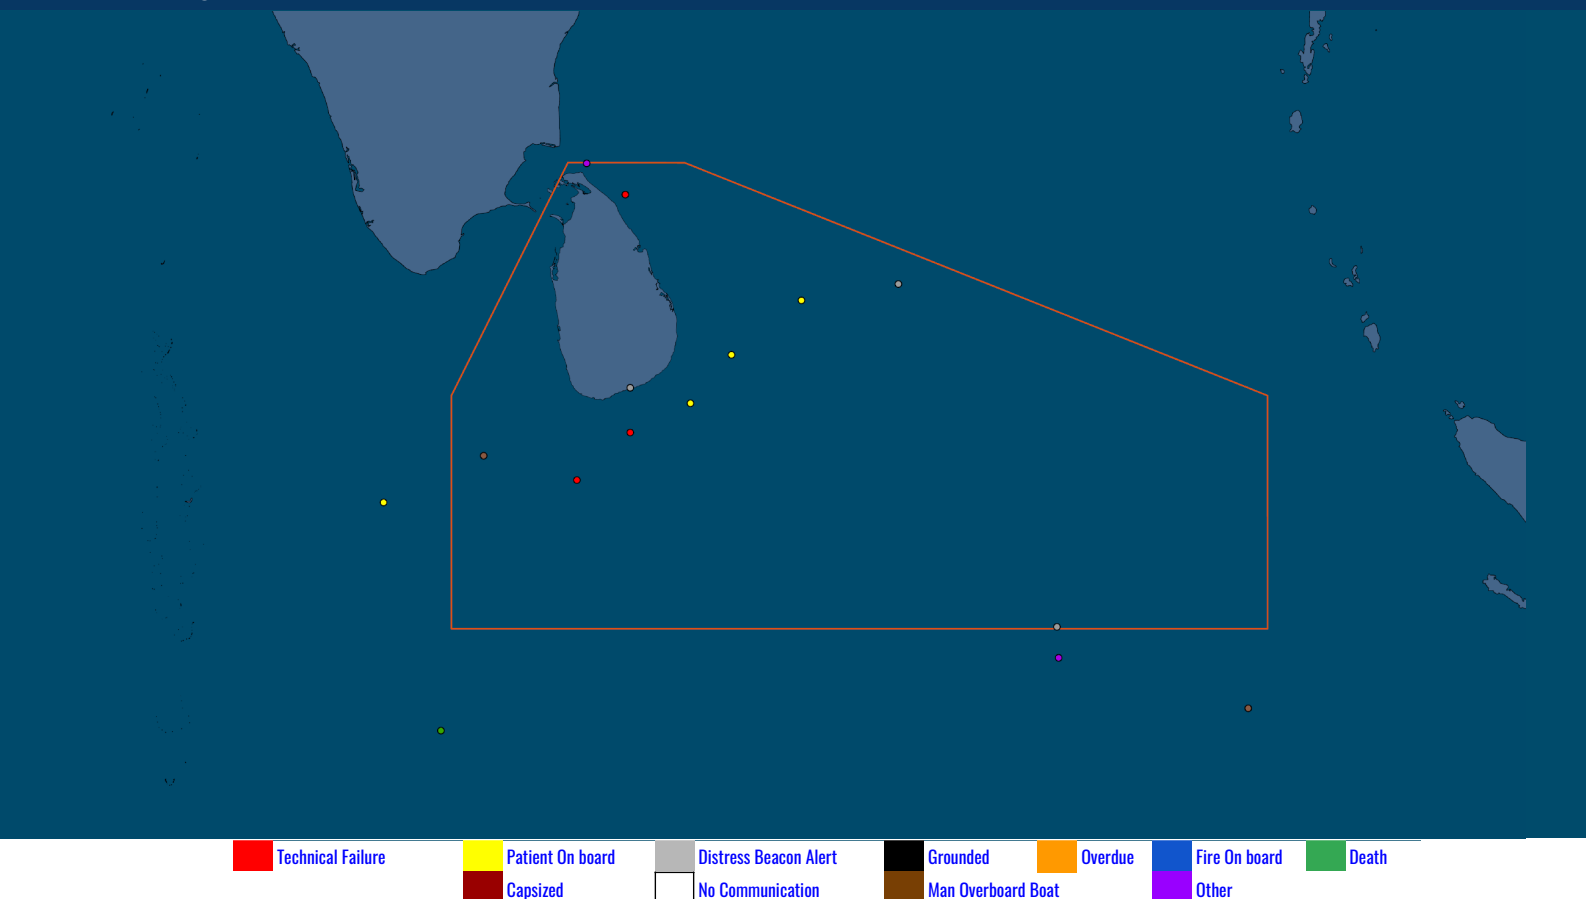 Technical Failure Patient On board Distress Beacon Alert Grounded Overdue Fire On board Death
Capsized No Communication Man Overboard Boat Other